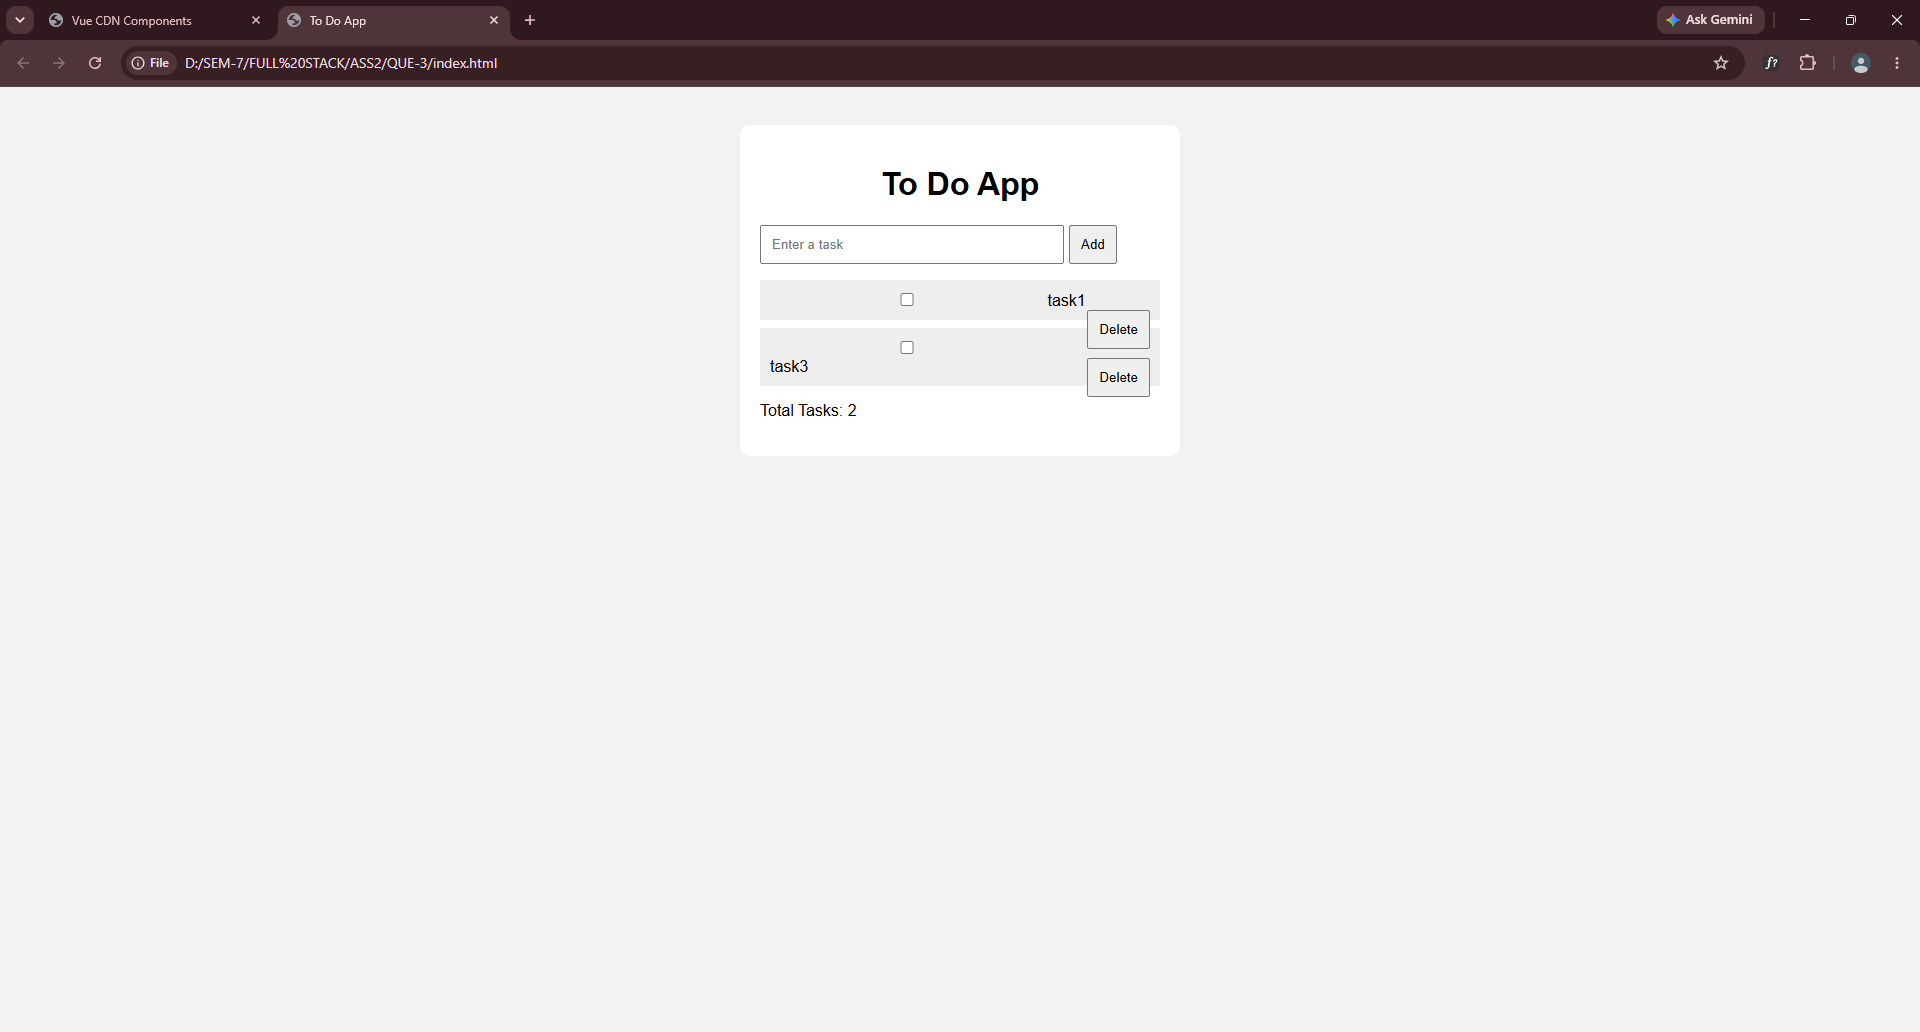 Vue CDN Components
To Do App
Ask Gemini
File
D:/SEM-7/FULL%20STACK/ASS2/QUE-3/index.html
f?
To Do App
Enter a task
Add
task1
Delete
task3
Delete
Total Tasks: 2